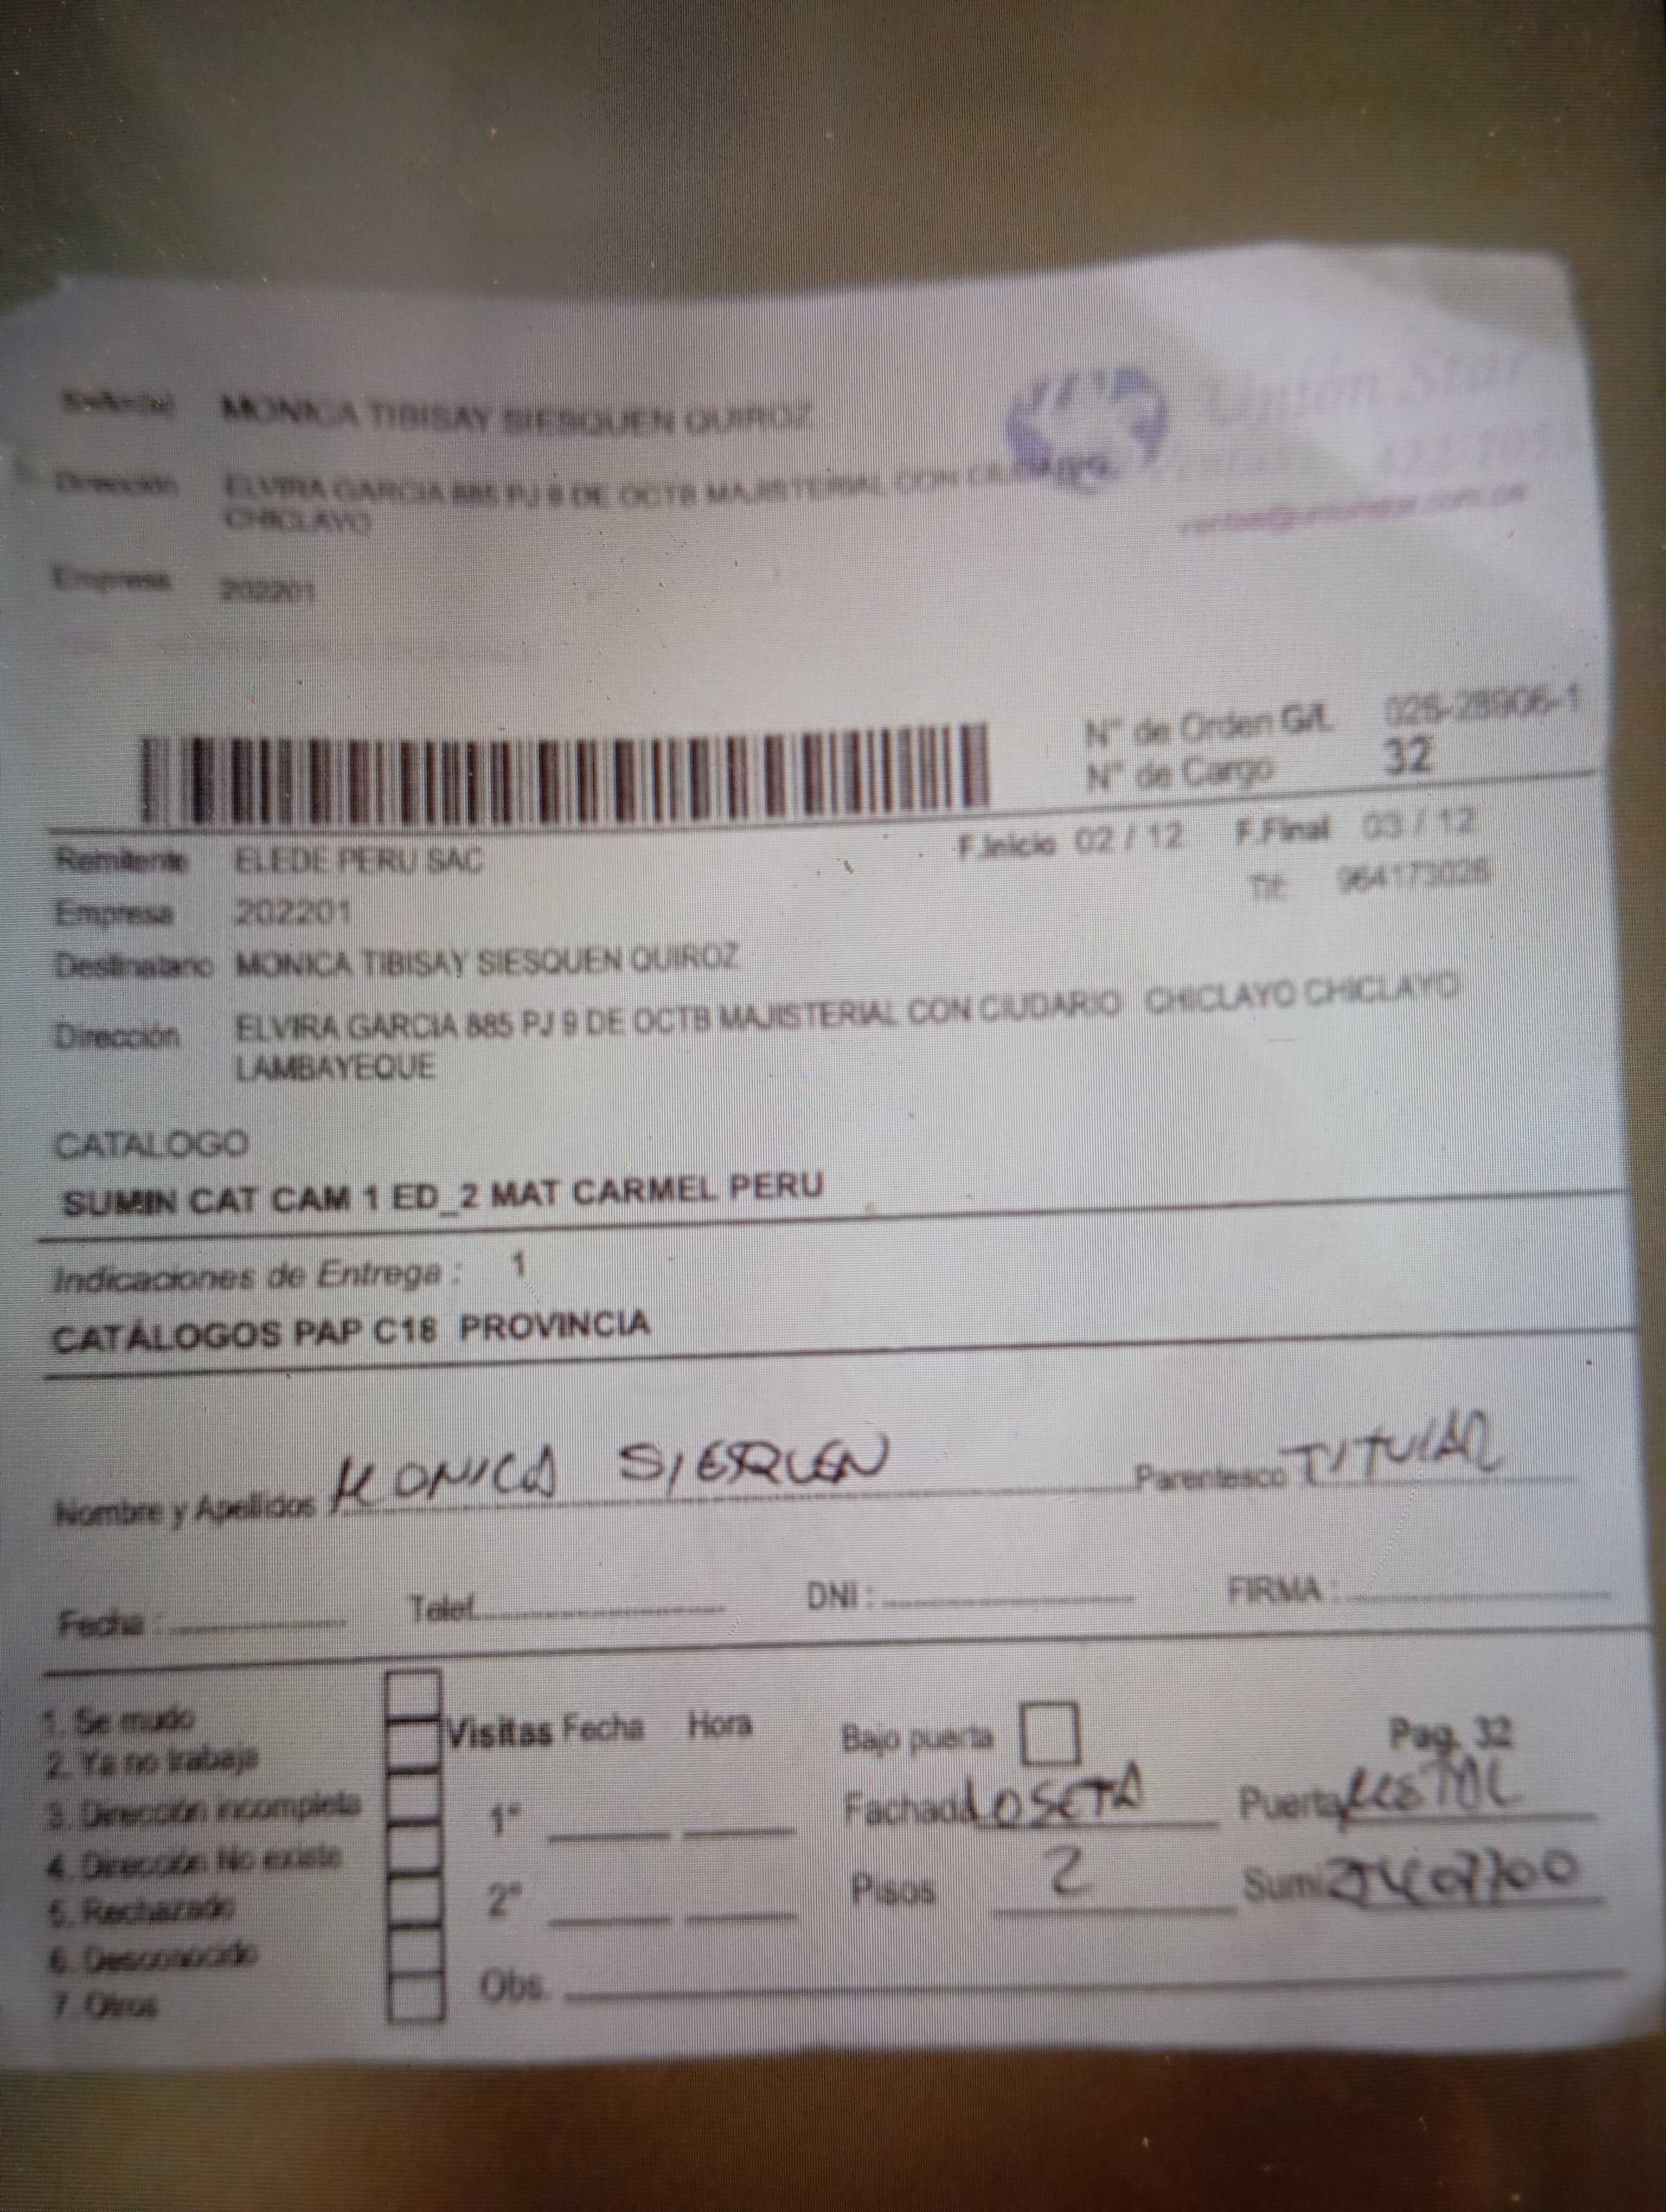 Señor(a) MONICA TIBISAY SIESQUEN QUIROZ
Unión Star
Dirección ELVIRA GARCIA 885 PJ 9 DE OCTB MAJISTERIAL CON
CHICLAYO
Empresa 202201
N° de Orden G/L 026-28906-1
N° de Cargo 32
Remitente ELEDE PERU SAC F.Inicio 02 / 12 F.Final 03 / 12
Empresa 202201 Tlf: 964173026
Destinatario MONICA TIBISAY SIESQUEN QUIROZ
Dirección ELVIRA GARCIA 885 PJ 9 DE OCTB MAJISTERIAL CON CIUDARIO CHICLAYO CHICLAYO
LAMBAYEQUE
CATALOGO
SUMIN CAT CAM 1 ED_2 MAT CARMEL PERU
Indicaciones de Entrega : 1
CATÁLOGOS PAP C18 PROVINCIA
Nombre y Apellidos MONICA SIESQUEN Parentesco TITULAR
Fecha : Telef. DNI : FIRMA :
1. Se mudo
2. Ya no trabaja
3. Dirección incompleta
4. Dirección No existe
5. Rechazado
6. Desconocido
7. Otros
Visitas Fecha Hora
1°
2°
Obs.
Bajo puerta Pag. 32
Fachada LOSETA Puerta
Pisos 2 Sumi